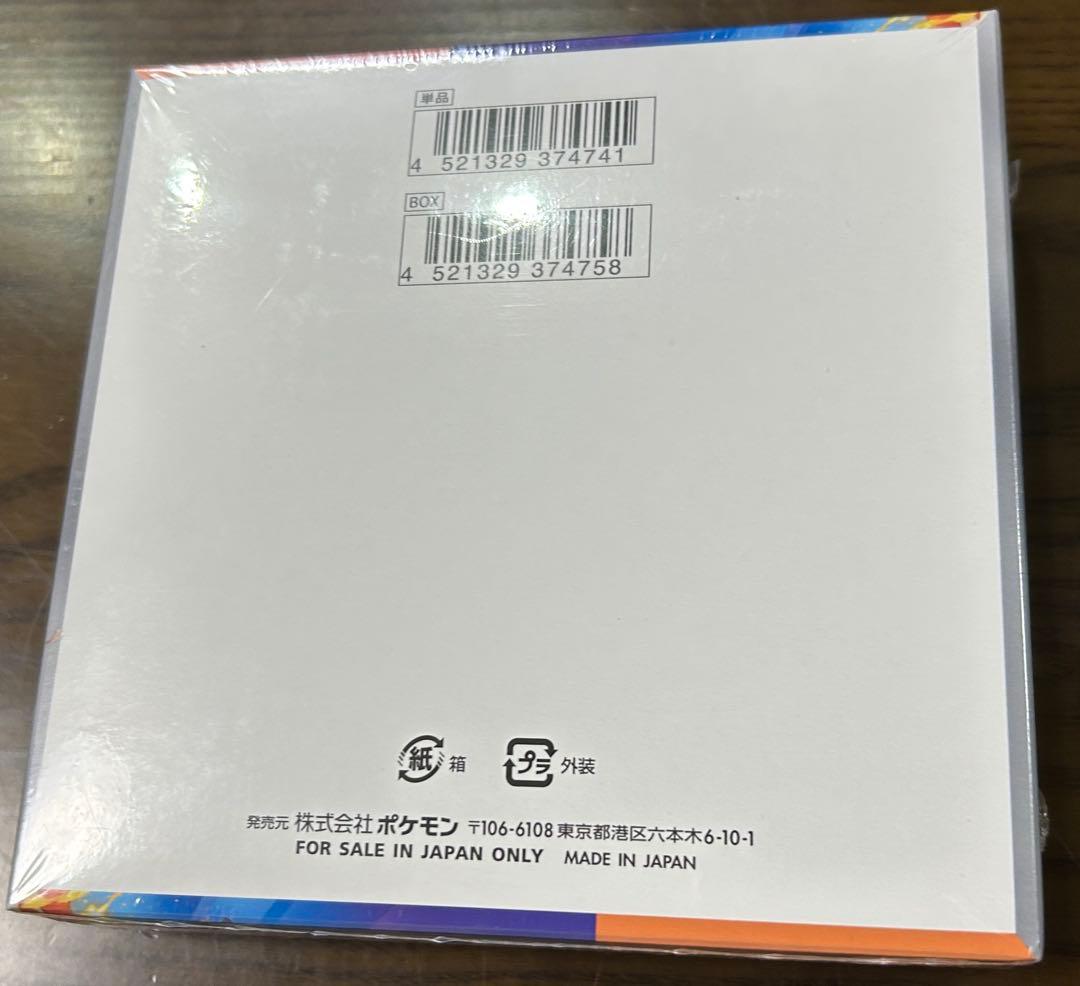 単品
4 521329 374741
BOX
4 521329 374758
紙 箱 プラ 外装
発売元 株式会社ポケモン 〒106-6108 東京都港区六本木6-10-1
FOR SALE IN JAPAN ONLY MADE IN JAPAN